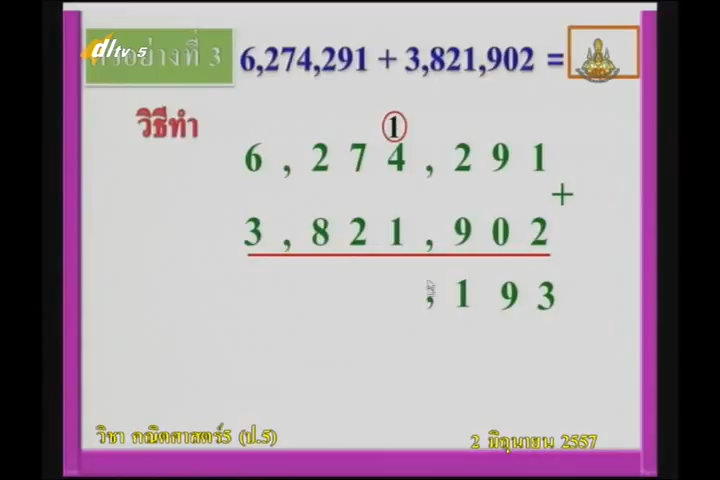 dltv 5
ตัวอย่างที่ 3 6,274,291 + 3,821,902 =
วิธีทำ
1
6 , 2 7 4 , 2 9 1
+
3 , 8 2 1 , 9 0 2
, 1 9 3
วิชา คณิตศาสตร์5 (ป.5)
2 มิถุนายน 2557